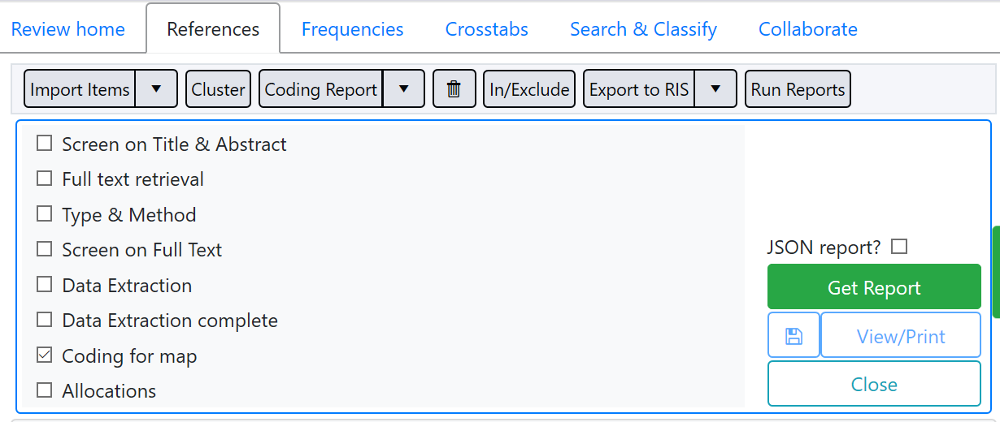 Review home References Frequencies Crosstabs Search & Classify Collaborate
Import Items Cluster Coding Report In/Exclude Export to RIS Run Reports
Screen on Title & Abstract
Full text retrieval
Type & Method
Screen on Full Text
Data Extraction
Data Extraction complete
Coding for map
Allocations
JSON report?
Get Report
View/Print
Close